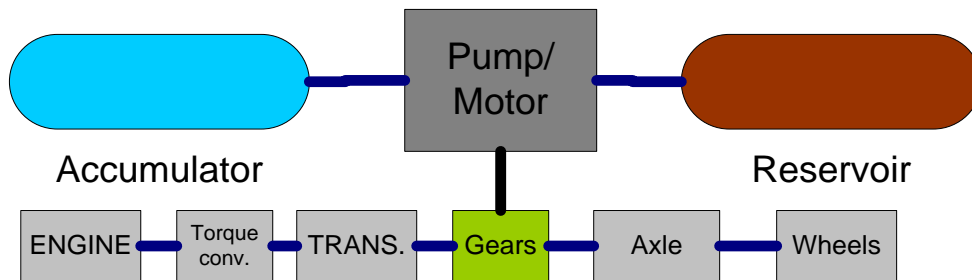 Pump/
Motor
Accumulator
Reservoir
ENGINE
Torque
conv.
TRANS.
Gears
Axle
Wheels